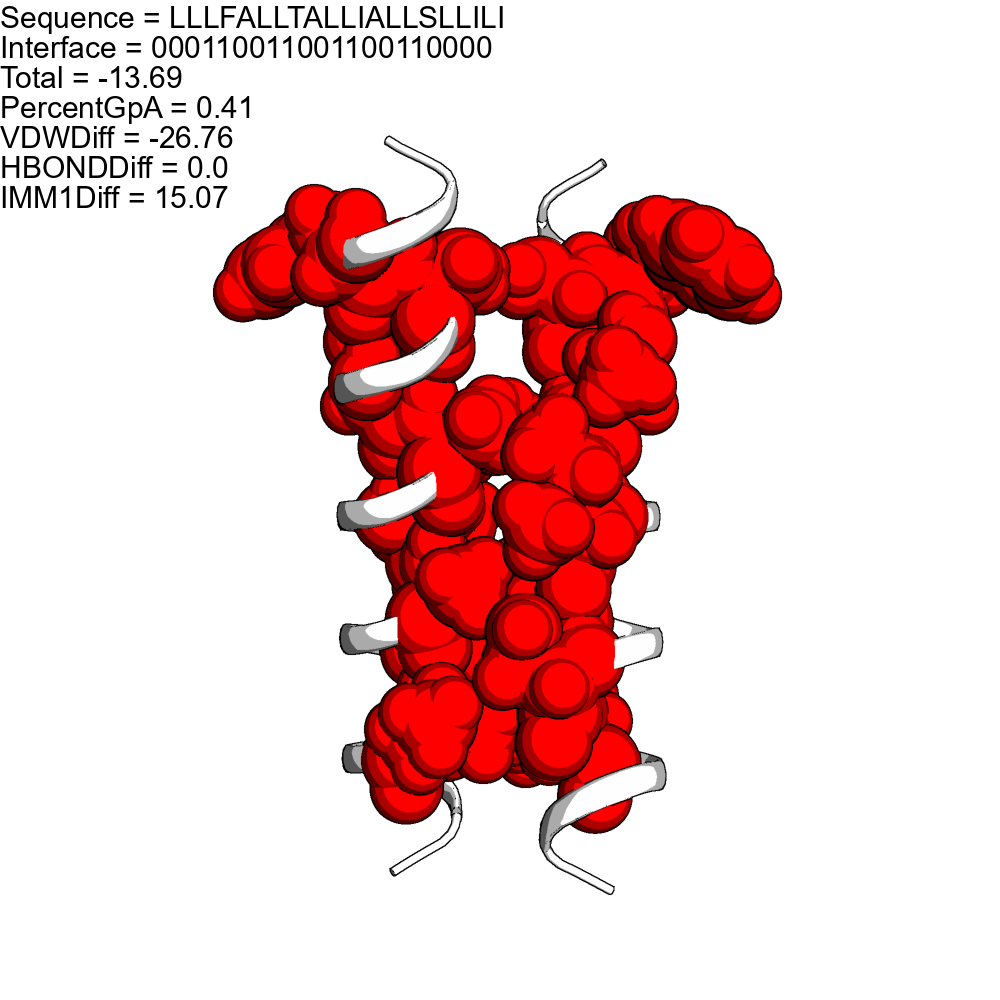 Sequence = LLLFALLTALLIALLSLLILI
Interface = 000110011001100110000
Total = -13.69
PercentGpA = 0.41
VDWDiff = -26.76
HBONDDiff = 0.0
IMM1Diff = 15.07